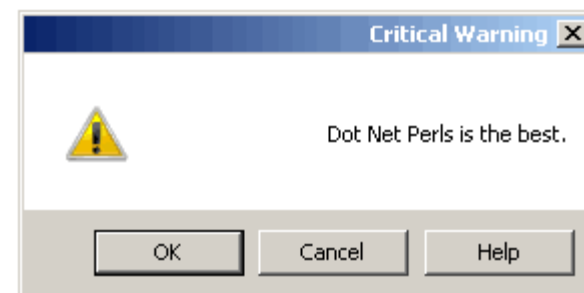 Critical Warning
Dot Net Perls is the best.
OK
Cancel
Help